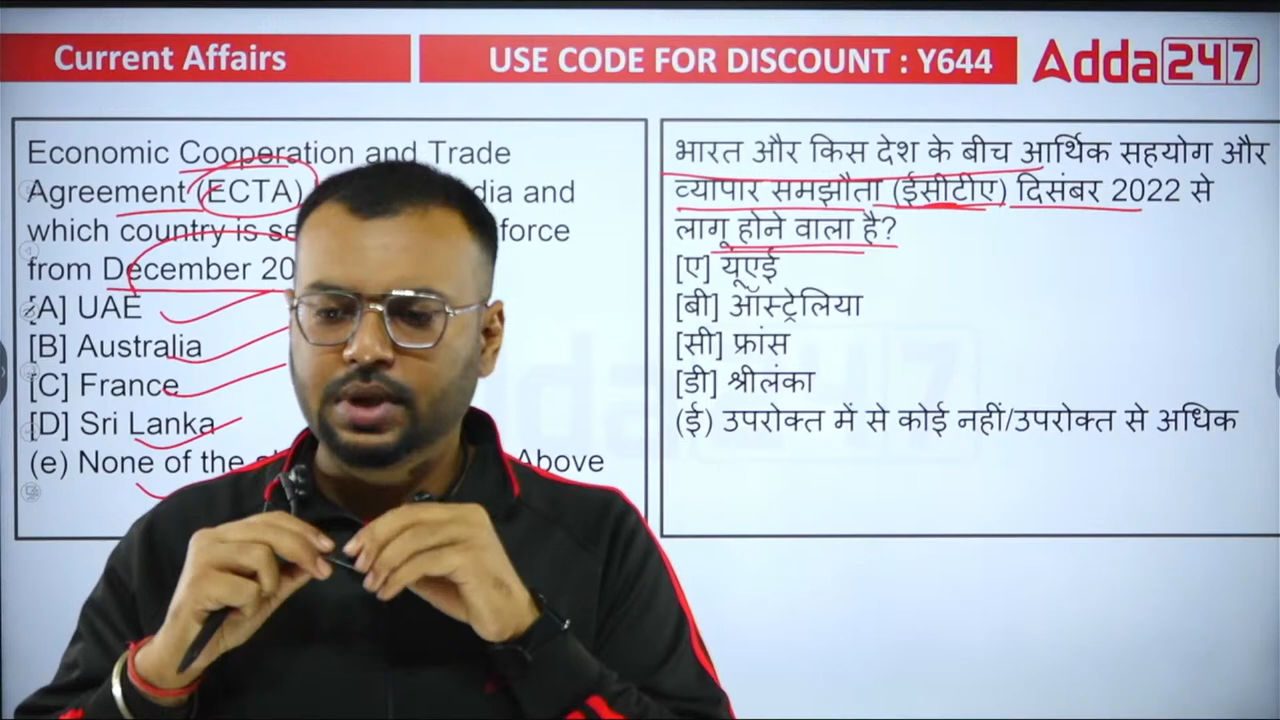 Current Affairs
USE CODE FOR DISCOUNT : Y644
Adda247
Economic Cooperation and Trade
Agreement (ECTA) dia and
which country is force
from December 20
[A] UAE
[B] Australia
[C] France
[D] Sri Lanka
(e) None of the Above
भारत और किस देश के बीच आर्थिक सहयोग और
व्यापार समझौता (ईसीटीए) दिसंबर 2022 से
लागू होने वाला है?
[ए] यूएई
[बी] ऑस्ट्रेलिया
[सी] फ्रांस
[डी] श्रीलंका
(ई) उपरोक्त में से कोई नहीं/उपरोक्त से अधिक